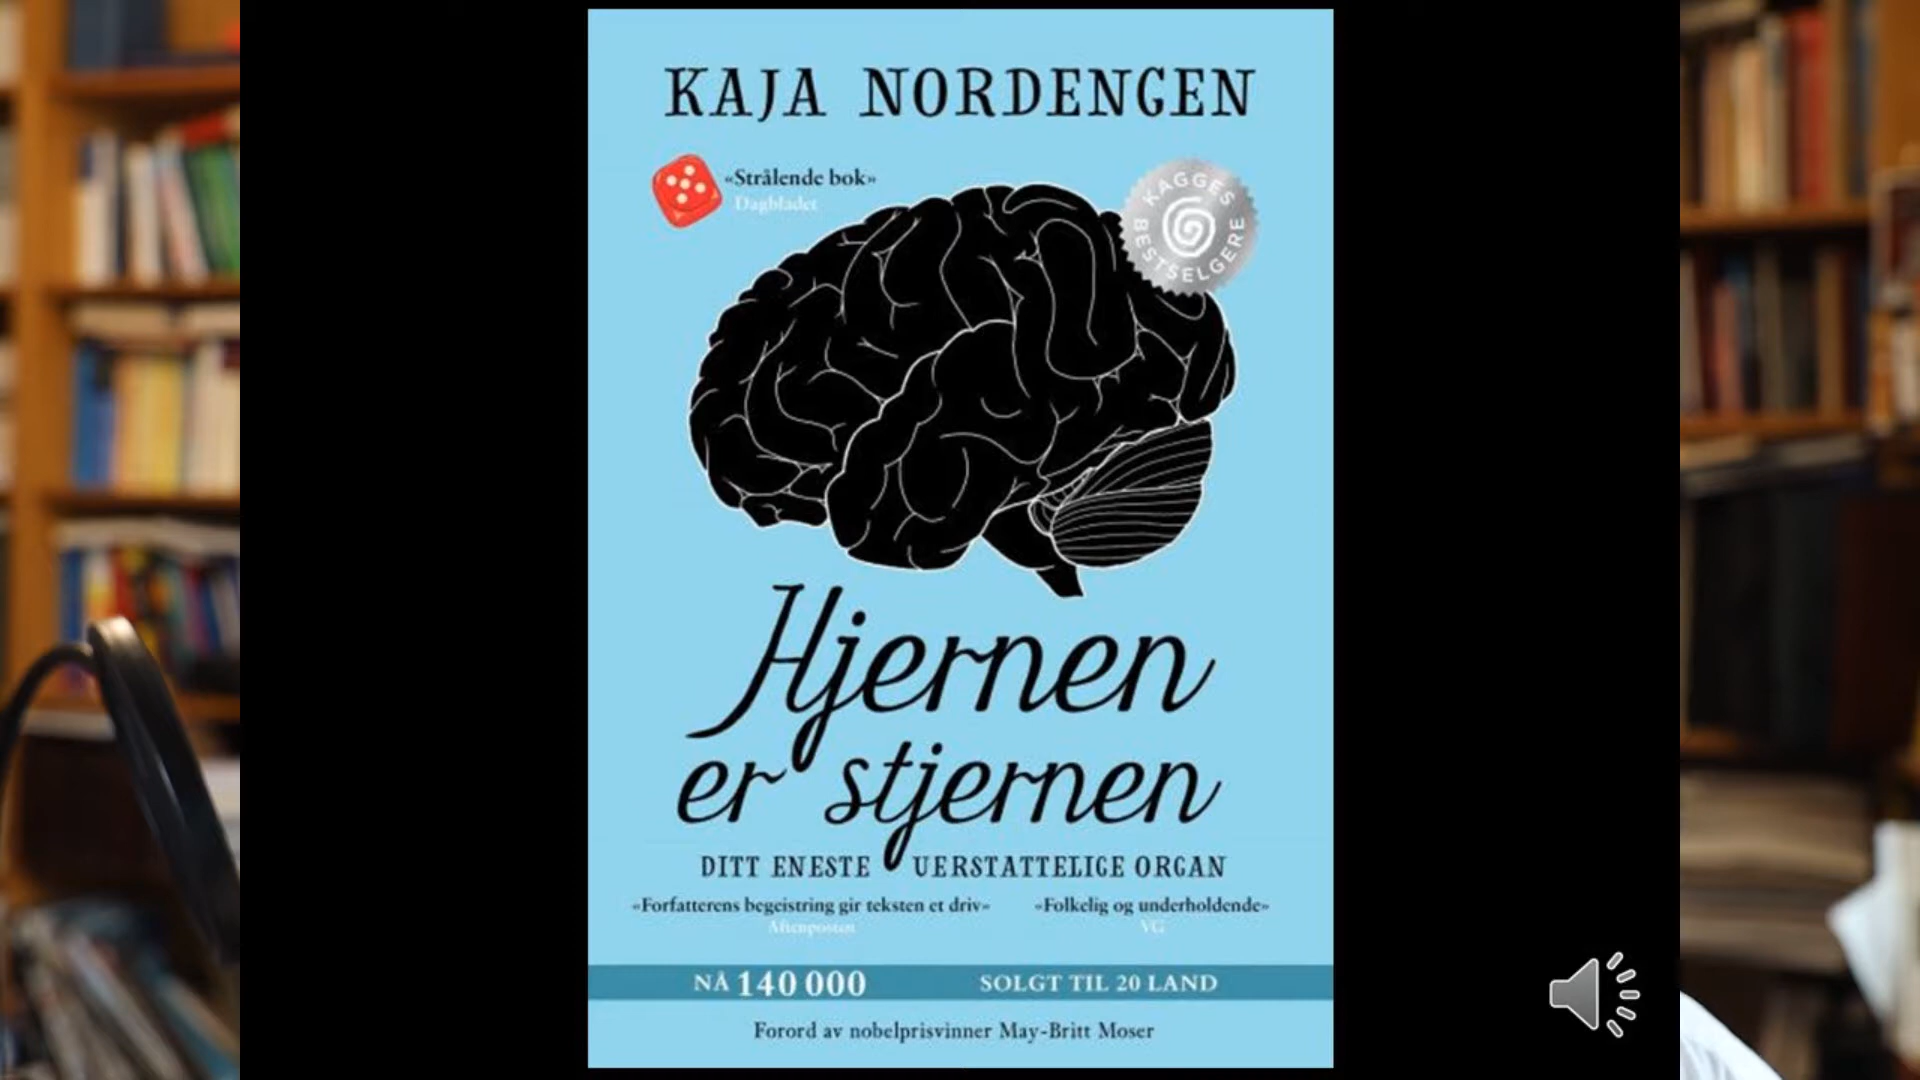 KAJA NORDENGEN
«Strålende bok»
Dagbladet
KAGGES
BESTSELGERE
Hjernen
er stjernen
DITT ENESTE UERSTATTELIGE ORGAN
«Forfatterens begeistring gir teksten et driv»
Aftenposten
«Folkelig og underholdende»
VG
NÅ 140 000
SOLGT TIL 20 LAND
Forord av nobelprisvinner May-Britt Moser